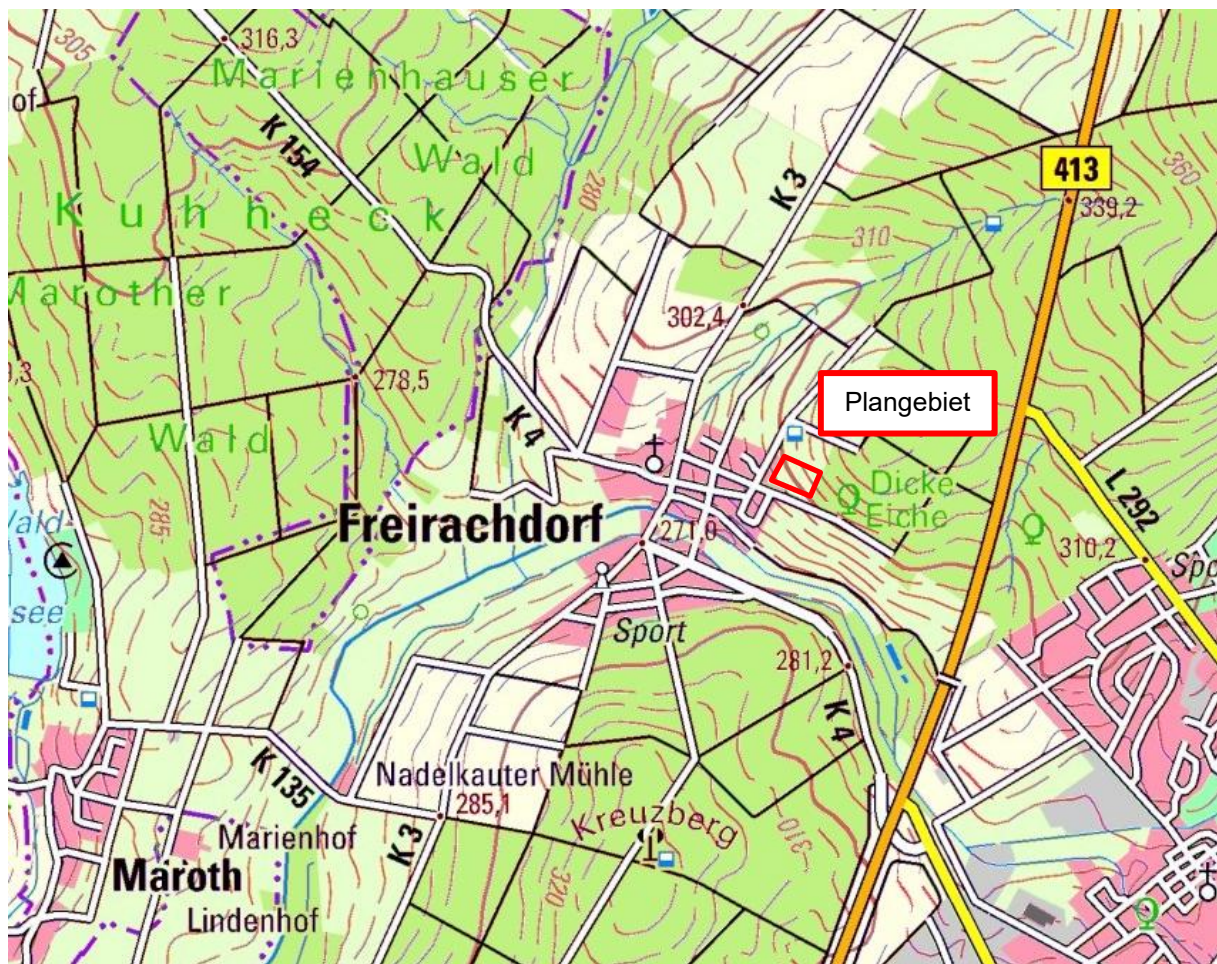 305
316,3
Marienhauser
of
K 154
Wald
413
360
Kuhheck
280
K 3
339,2
Marother
310
302,4
278,5
Plangebiet
K 4
Wald
Dicke
Eiche
L 292
285
Freirachdorf
271,0
310,2
see
Sport
281,2
K 4
K 135
Nadelkauter Mühle
285,1
Kreuzberg
310
Marienhof
K 3
Maroth
320
Lindenhof